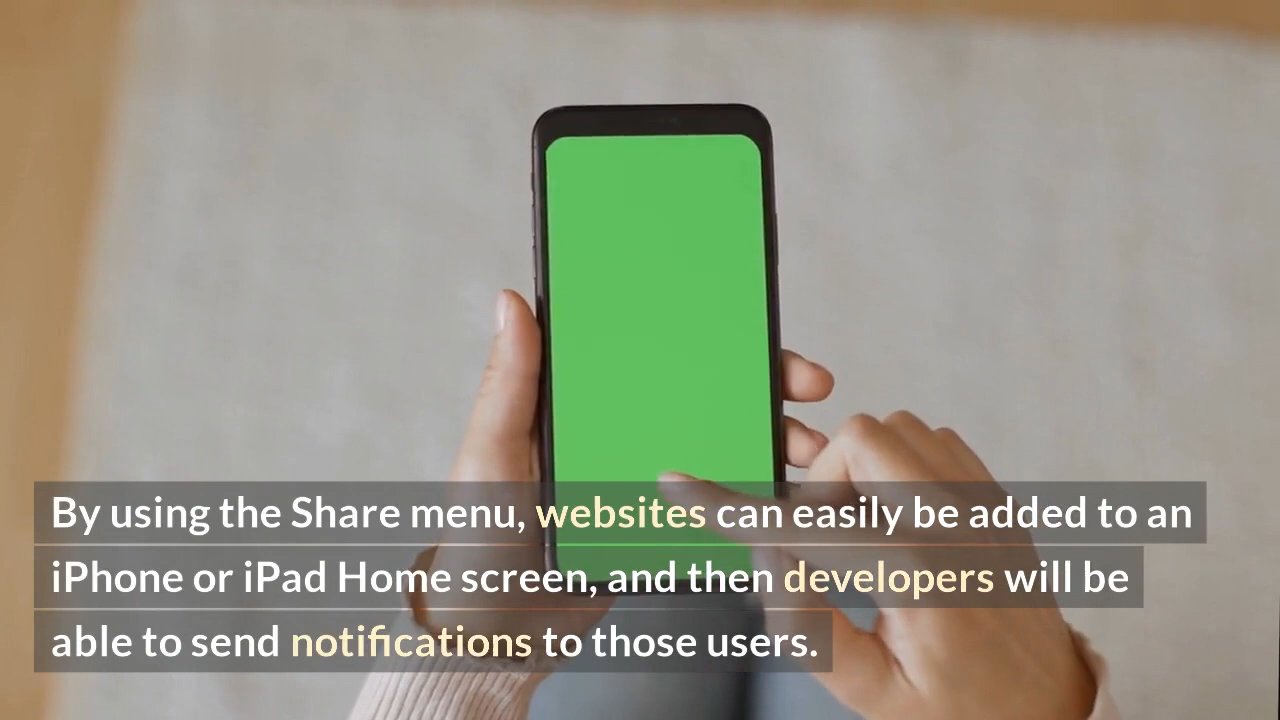 By using the Share menu, websites can easily be added to an
iPhone or iPad Home screen, and then developers will be
able to send notifications to those users.